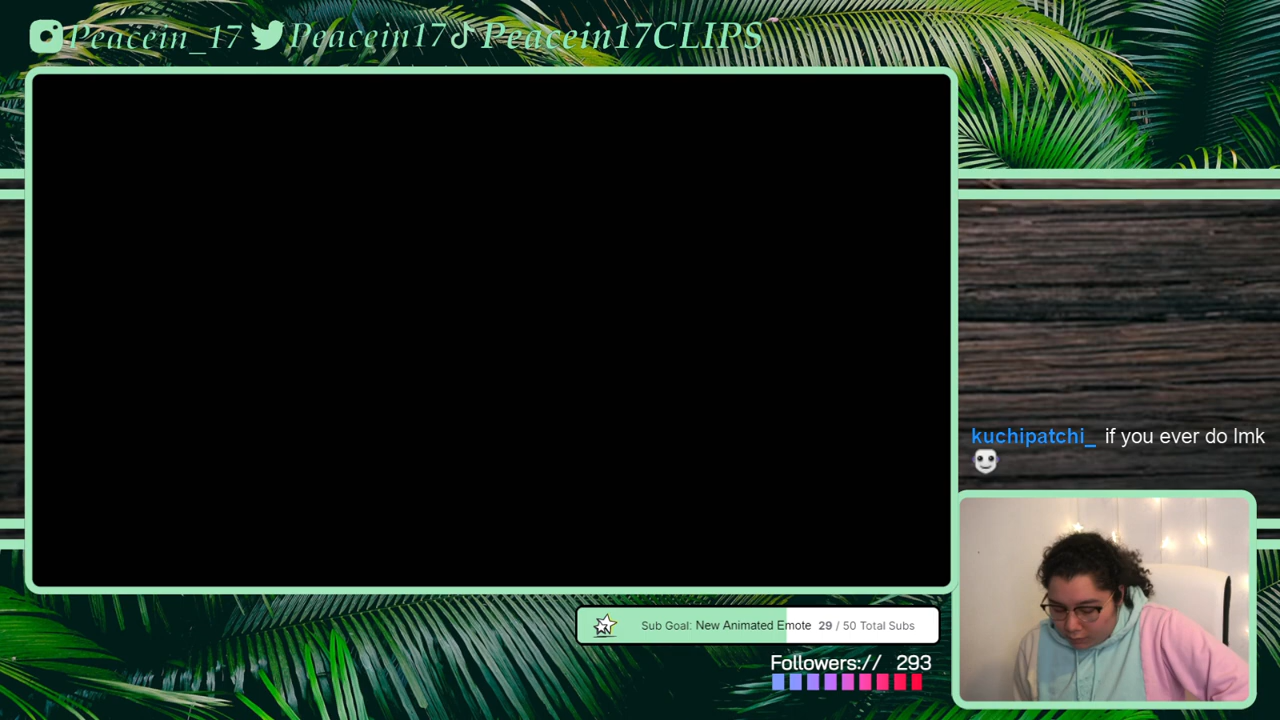 Peacein_17 Peacein17 Peacein17CLIPS
kuchipatchi_ if you ever do lmk
Sub Goal: New Animated Emote 29 / 50 Total Subs
Followers:// 293